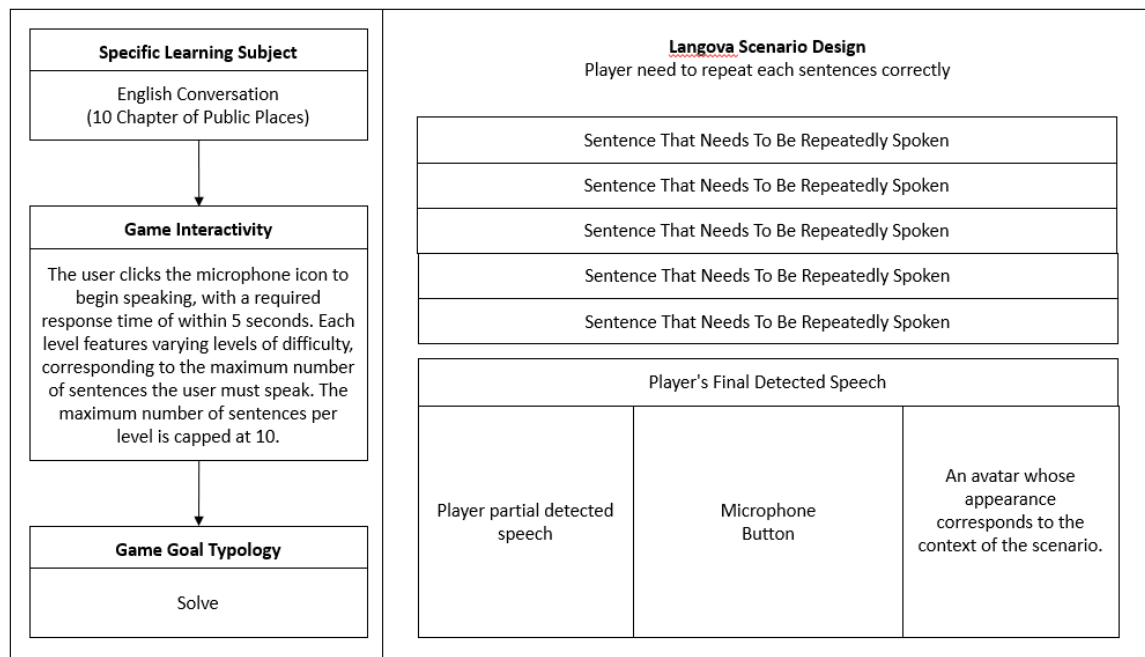 Specific Learning Subject
English Conversation
(10 Chapter of Public Places)
Game Interactivity
The user clicks the microphone icon to
begin speaking, with a required
response time of within 5 seconds. Each
level features varying levels of difficulty,
corresponding to the maximum number
of sentences the user must speak. The
maximum number of sentences per
level is capped at 10.
Game Goal Typology
Solve
Langova Scenario Design
Player need to repeat each sentences correctly
Sentence That Needs To Be Repeatedly Spoken
Sentence That Needs To Be Repeatedly Spoken
Sentence That Needs To Be Repeatedly Spoken
Sentence That Needs To Be Repeatedly Spoken
Sentence That Needs To Be Repeatedly Spoken
Player's Final Detected Speech
Player partial detected
speech
Microphone
Button
An avatar whose
appearance
corresponds to the
context of the scenario.